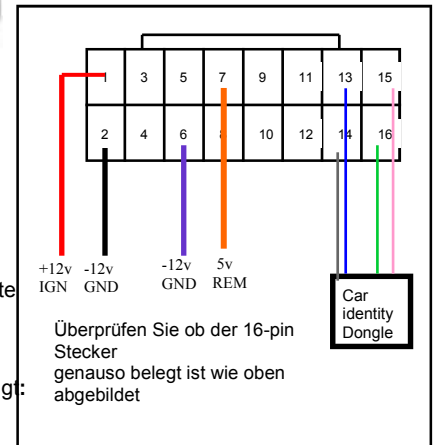 1 3 5 7 9 11 13 15
2 4 6 8 10 12 14 16
+12v -12v -12v 5v
IGN GND GND REM
Car
identity
Dongle
te
Überprüfen Sie ob der 16-pin
Stecker
genauso belegt ist wie oben
gt:
abgebildet